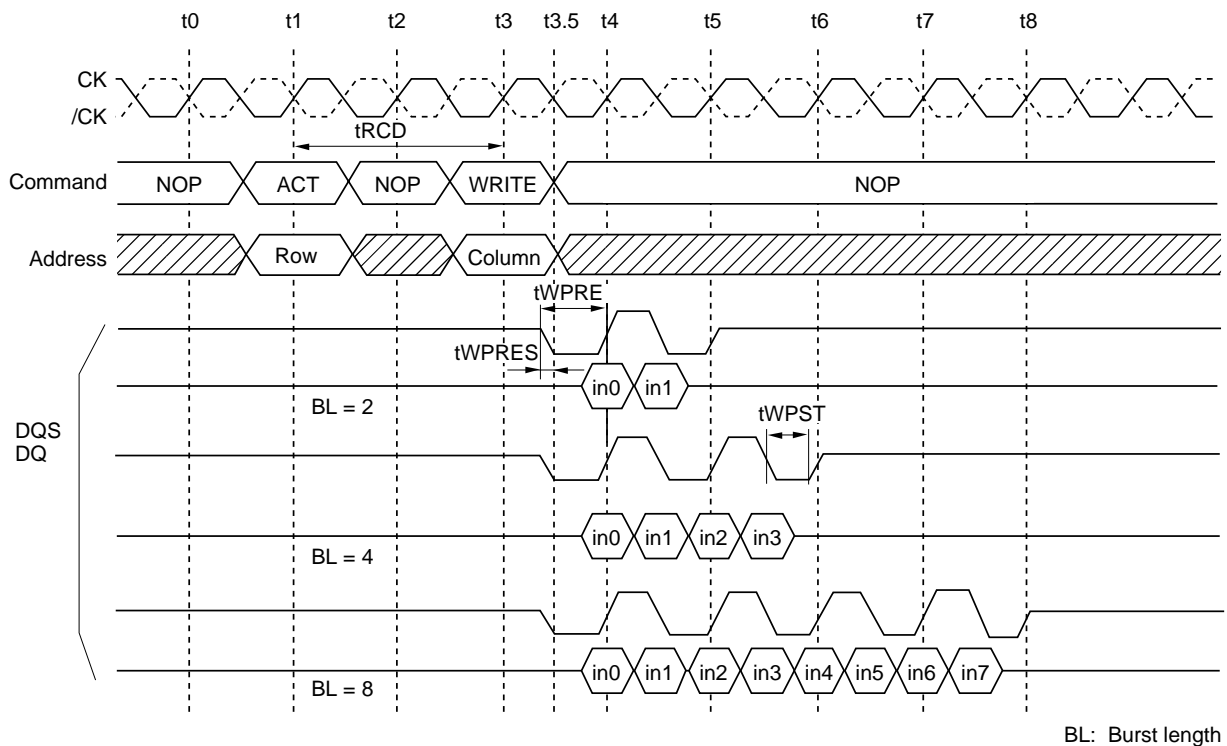 t0 t1 t2 t3 t3.5 t4 t5 t6 t7 t8
CK
/CK
tRCD
Command NOP ACT NOP WRITE NOP
Address Row Column
tWPRE
tWPRES
in0 in1
BL = 2
tWPST
DQS
DQ
in0 in1 in2 in3
BL = 4
in0 in1 in2 in3 in4 in5 in6 in7
BL = 8
BL: Burst length